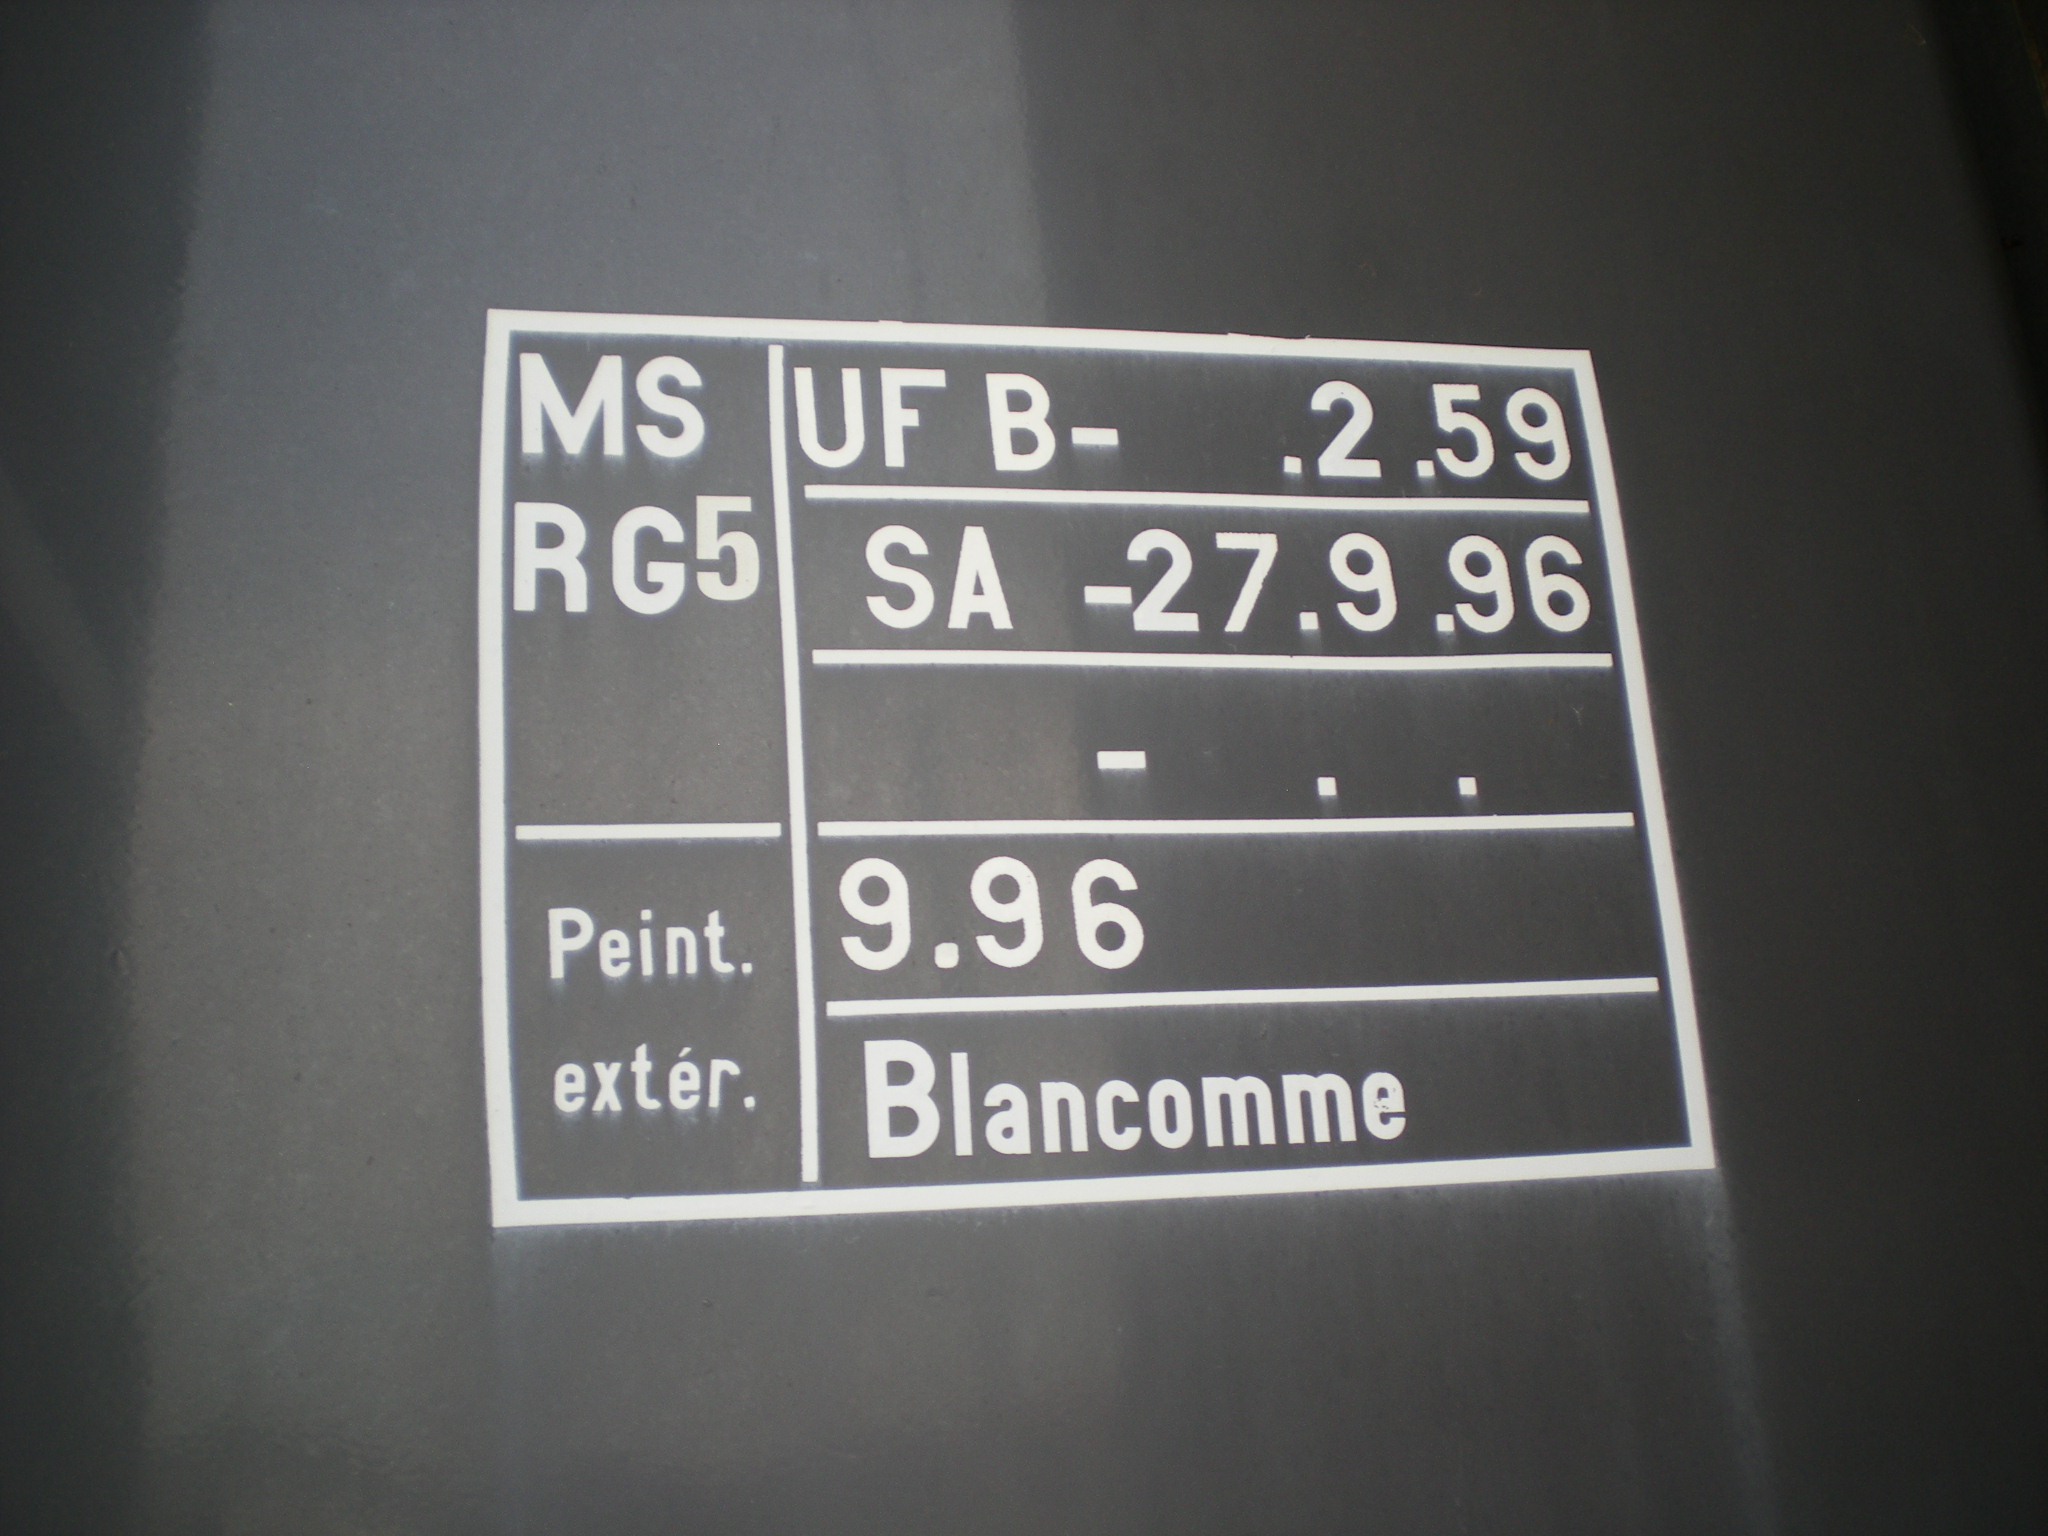 MS
RG5
UF B- .2.59
SA -27.9.96
- . .
Peint.
extér.
9.96
Blancomme